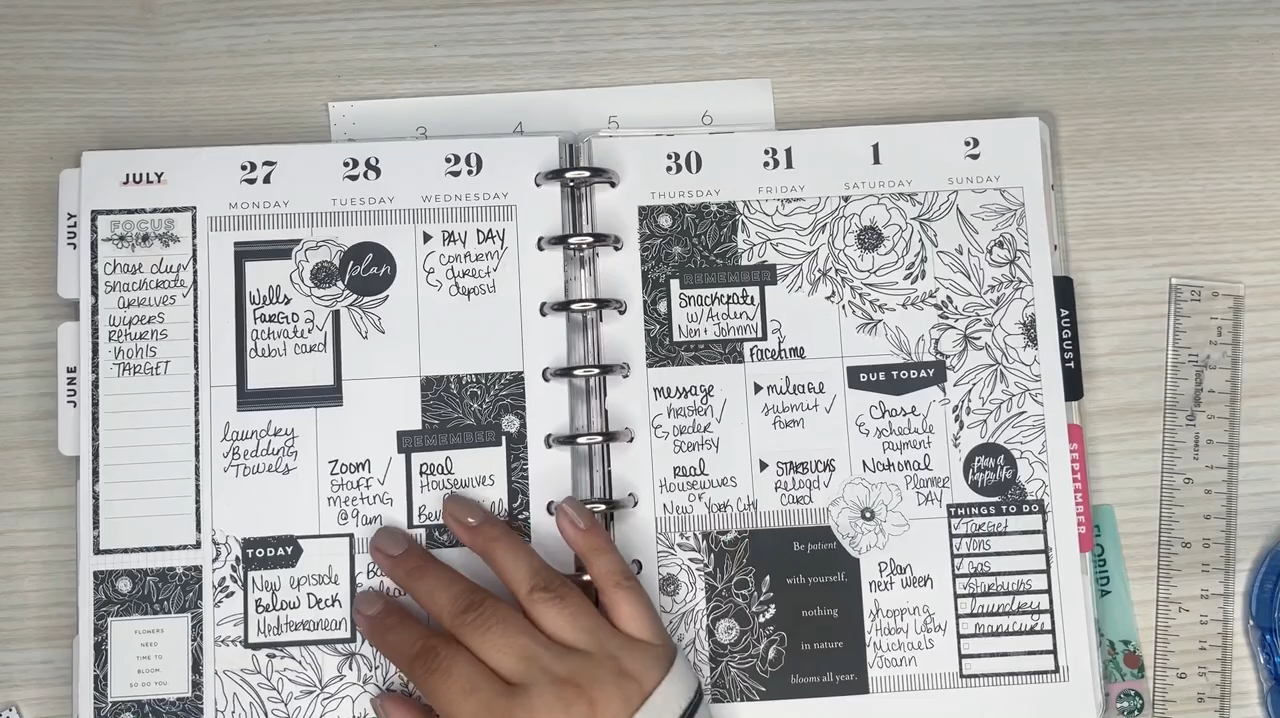 3 4 5 6
JULY
27 28 29
MONDAY TUESDAY WEDNESDAY
30 31 1 2
THURSDAY FRIDAY SATURDAY SUNDAY
JULY
JUNE
FOCUS
chase due
snackcrate
arrives
wipers
returns
·Kohls
·TARGET
FLOWERS
NEED
TIME TO
BLOOM.
SO DO YOU.
plan
Wells
FARGO
activate
debit card
laundry
Bedding
Towels
TODAY
New episode
Below Deck
Mediterranean
Zoom
staff
meeting
@9am
PAY DAY
confirm
direct
deposit
REMEMBER
Real
Housewives
REMEMBER
Snackcrate
w/ Aiden
Nen + Johnny
Facetime
message
Kristen
order
scentsy
Real
Housewives
OF
New York City
mileage
submit
form
STARBUCKS
Reload
card
DUE TODAY
Chase
schedule
payment
National
Planner
DAY
Be patient
with yourself,
nothing
in nature
blooms all year.
Plan
next week
shopping
Hobby Lobby
Michaels
Joann
plan a
happy life
THINGS TO DO
TARGET
Vons
Gas
Starbucks
laundry
manicure
AUGUST
SEPTEMBER
FLORIDA